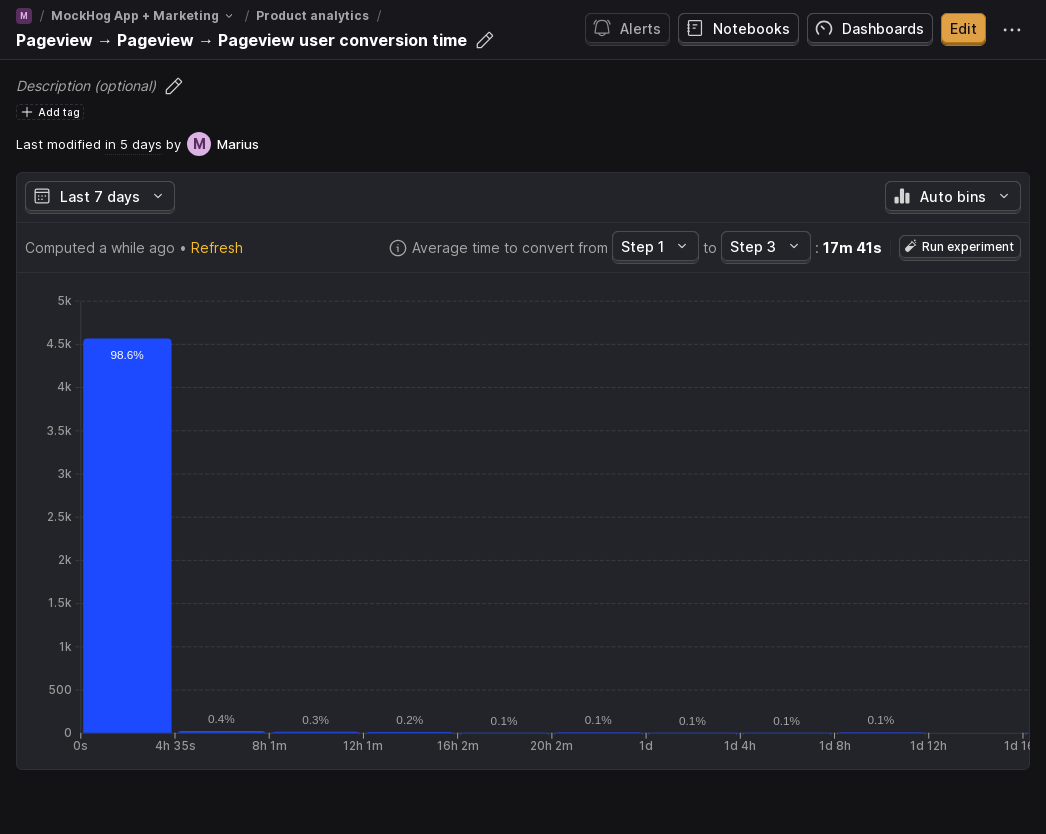 M / MockHog App + Marketing / Product analytics /
Pageview → Pageview → Pageview user conversion time
Alerts Notebooks Dashboards Edit
Description (optional)
Add tag
Last modified in 5 days by M Marius
Last 7 days Auto bins
Computed a while ago • Refresh Average time to convert from Step 1 to Step 3 : 17m 41s Run experiment
5k
4.5k
98.6%
4k
3.5k
3k
2.5k
2k
1.5k
1k
500
0.4% 0.3% 0.2% 0.1% 0.1% 0.1% 0.1% 0.1%
0
0s 4h 35s 8h 1m 12h 1m 16h 2m 20h 2m 1d 1d 4h 1d 8h 1d 12h 1d 16